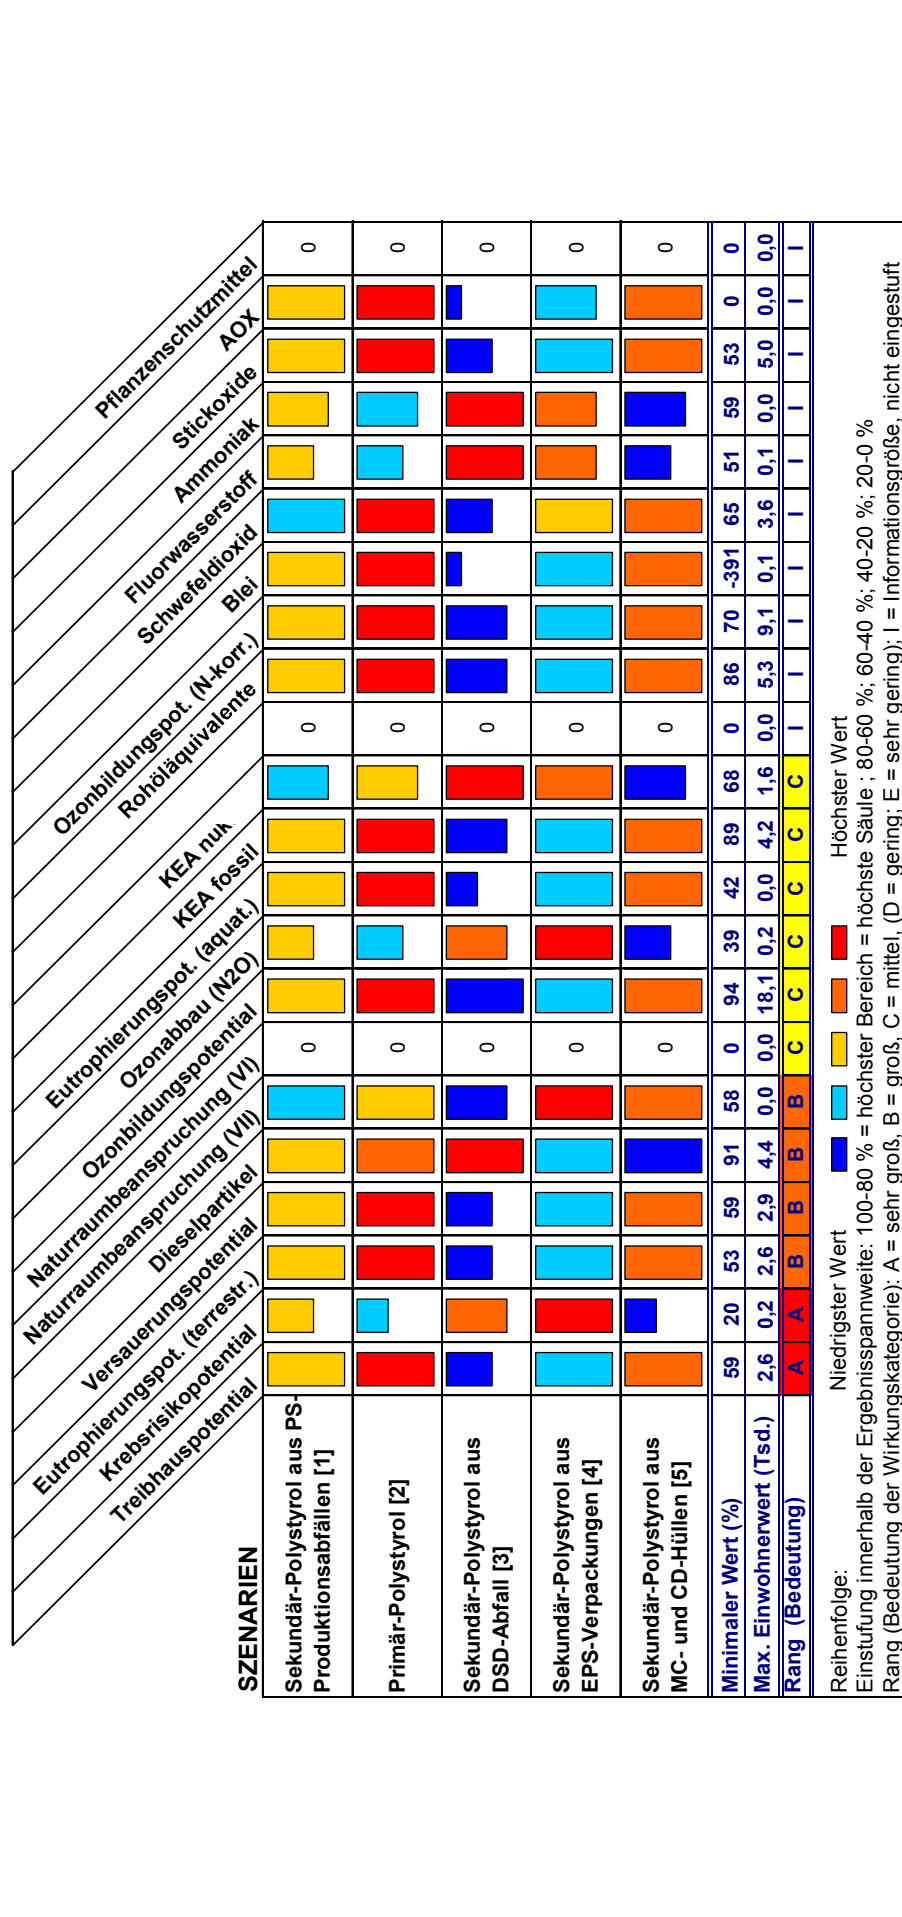 Treibhauspotential
Krebsrisikopotential
Eutrophierungspot. (terrestr.)
Versauerungspotential
Dieselpartikel
Naturraumbeanspruchung (VII)
Naturraumbeanspruchung (VI)
Ozonbildungspotential
Ozonabbau (N2O)
Eutrophierungspot. (aquat.)
KEA fossil
KEA nuk.
Rohöläquivalente
Ozonbildungspot. (N-korr.)
Blei
Schwefeldioxid
Fluorwasserstoff
Ammoniak
Stickoxide
AOX
Pflanzenschutzmittel
SZENARIEN
Sekundär-Polystyrol aus PS-
Produktionsabfällen [1] 0 0 0
Primär-Polystyrol [2] 0 0 0
Sekundär-Polystyrol aus
DSD-Abfall [3] 0 0 0
Sekundär-Polystyrol aus
EPS-Verpackungen [4] 0 0 0
Sekundär-Polystyrol aus
MC- und CD-Hüllen [5] 0 0 0
Minimaler Wert (%) 59 20 53 59 91 58 0 94 39 42 89 68 0 86 70 -391 65 51 59 53 0 0
Max. Einwohnerwert (Tsd.) 2,6 0,2 2,6 2,9 4,4 0,0 0,0 18,1 0,2 0,0 4,2 1,6 0,0 5,3 9,1 0,1 3,6 0,1 0,0 5,0 0,0 0,0
Rang (Bedeutung) A A B B B B C C C C C C I I I I I I I I I I
Reihenfolge: Niedrigster Wert Höchster Wert
Einstufung innerhalb der Ergebnisspannweite: 100-80 % = höchster Bereich = höchste Säule ; 80-60 %; 60-40 %; 40-20 %; 20-0 %
Rang (Bedeutung der Wirkungskategorie): A = sehr groß, B = groß, C = mittel, (D = gering; E = sehr gering); I = Informationsgröße, nicht eingestuft